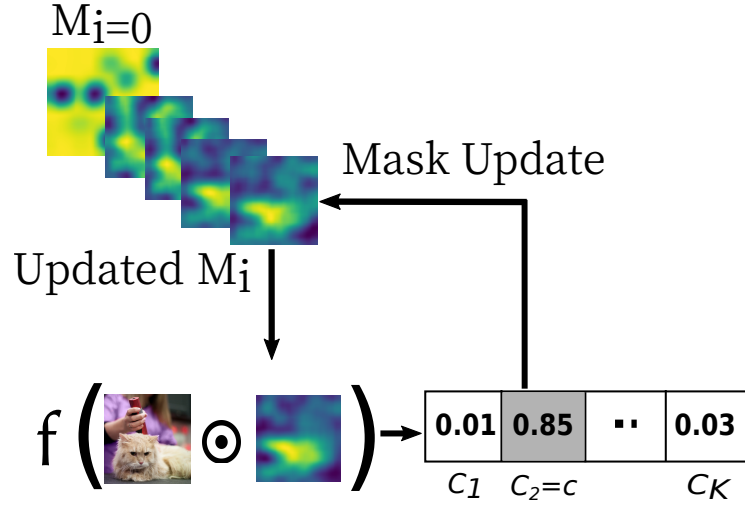 Mi=0
Mask Update
Updated Mi
f ( ⊙ )
0.01 0.85 ·· 0.03
C1 C2=c CK